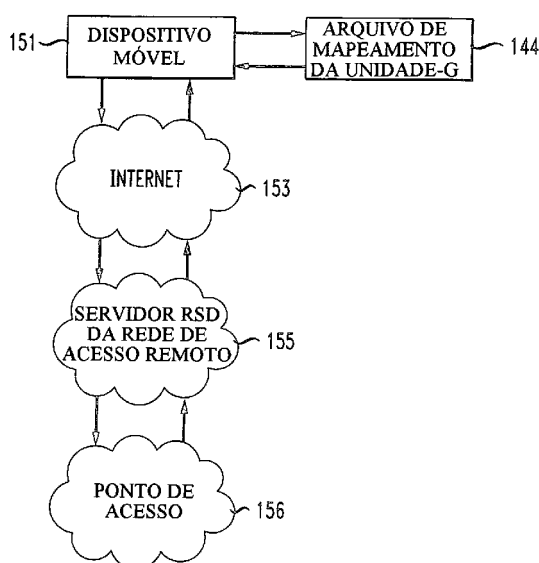 151
DISPOSITIVO
MÓVEL
ARQUIVO DE
MAPEAMENTO
DA UNIDADE-G
144
INTERNET
153
SERVIDOR RSD
DA REDE DE
ACESSO REMOTO
155
PONTO DE
ACESSO
156